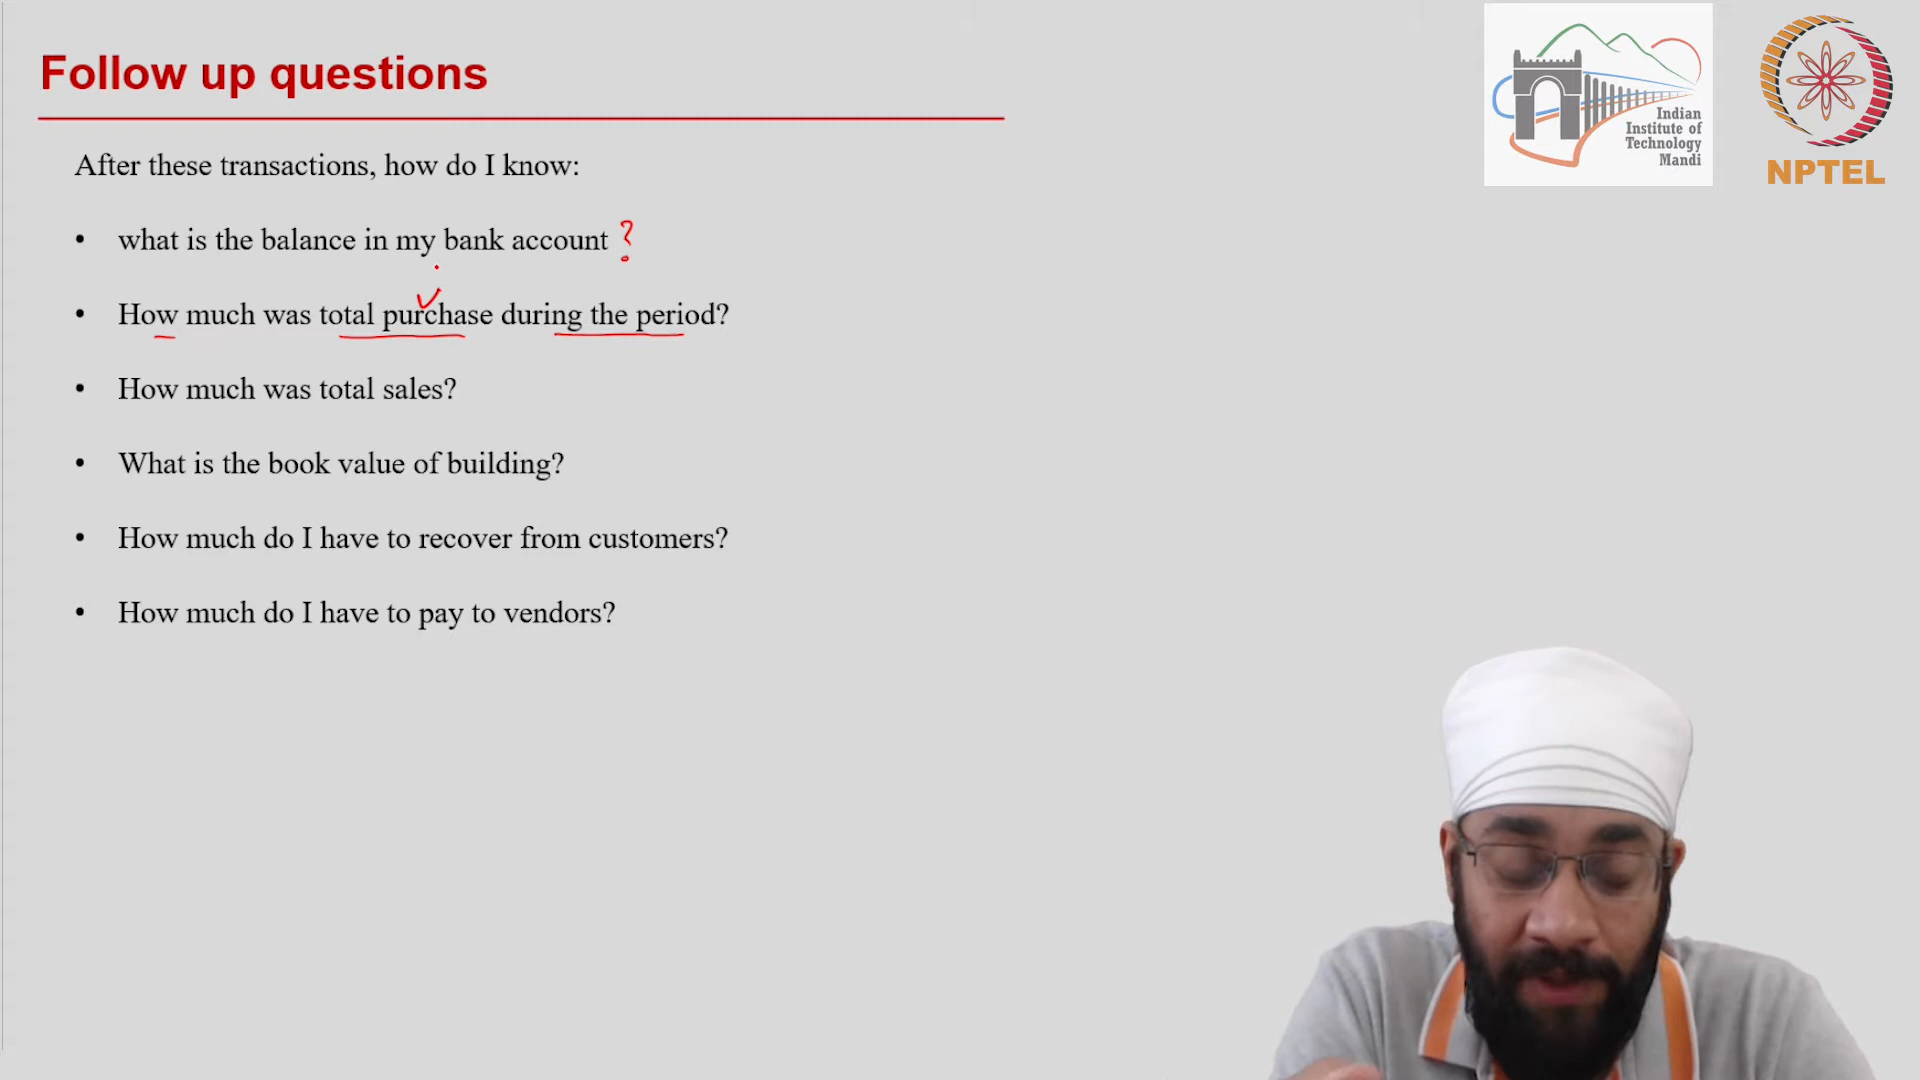 Follow up questions
After these transactions, how do I know:
• what is the balance in my bank account ?
• How much was total purchase during the period?
• How much was total sales?
• What is the book value of building?
• How much do I have to recover from customers?
• How much do I have to pay to vendors?
Indian
Institute of
Technology
Mandi
NPTEL